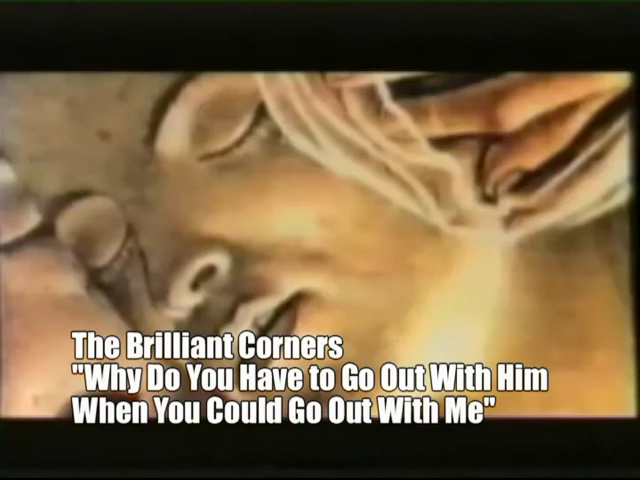 The Brilliant Corners
"Why Do You Have to Go Out With Him
When You Could Go Out With Me"